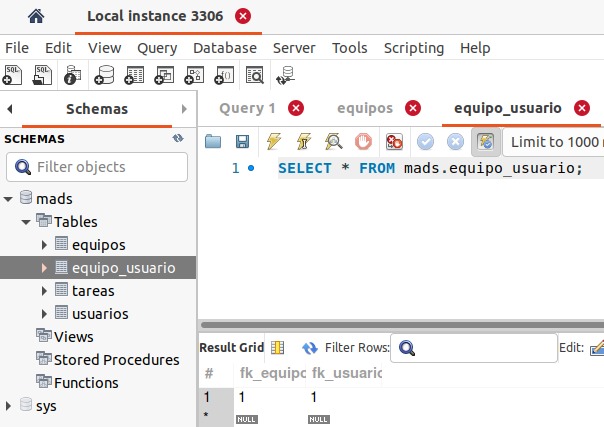 Local instance 3306
File Edit View Query Database Server Tools Scripting Help
Schemas
SCHEMAS
Filter objects
mads
Tables
equipos
equipo_usuario
tareas
usuarios
Views
Stored Procedures
Functions
sys
Query 1 equipos equipo_usuario
Limit to 1000
1 SELECT * FROM mads.equipo_usuario;
Result Grid Filter Rows: Edit:
# fk_equipo fk_usuario
1 1 1
* NULL NULL